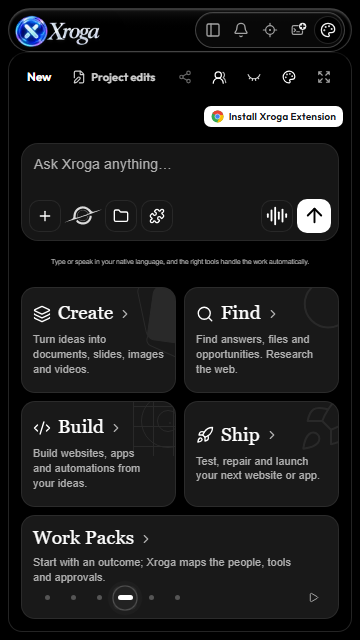 Xroga
New
Project edits
Install Xroga Extension
Ask Xroga anything...
Type or speak in your native language, and the right tools handle the work automatically.
Create
Turn ideas into
documents, slides, images
and videos.
Find
Find answers, files and
opportunities. Research
the web.
Build
Build websites, apps
and automations from
your ideas.
Ship
Test, repair and launch
your next website or app.
Work Packs
Start with an outcome; Xroga maps the people, tools
and approvals.